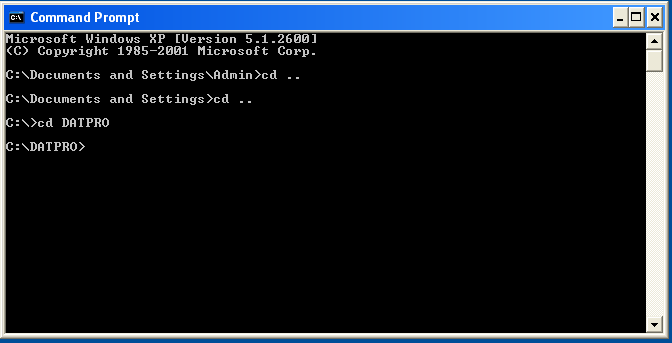 Command Prompt
Microsoft Windows XP [Version 5.1.2600]
(C) Copyright 1985-2001 Microsoft Corp.
C:\Documents and Settings\Admin>cd ..
C:\Documents and Settings>cd ..
C:\>cd DATPRO
C:\DATPRO>